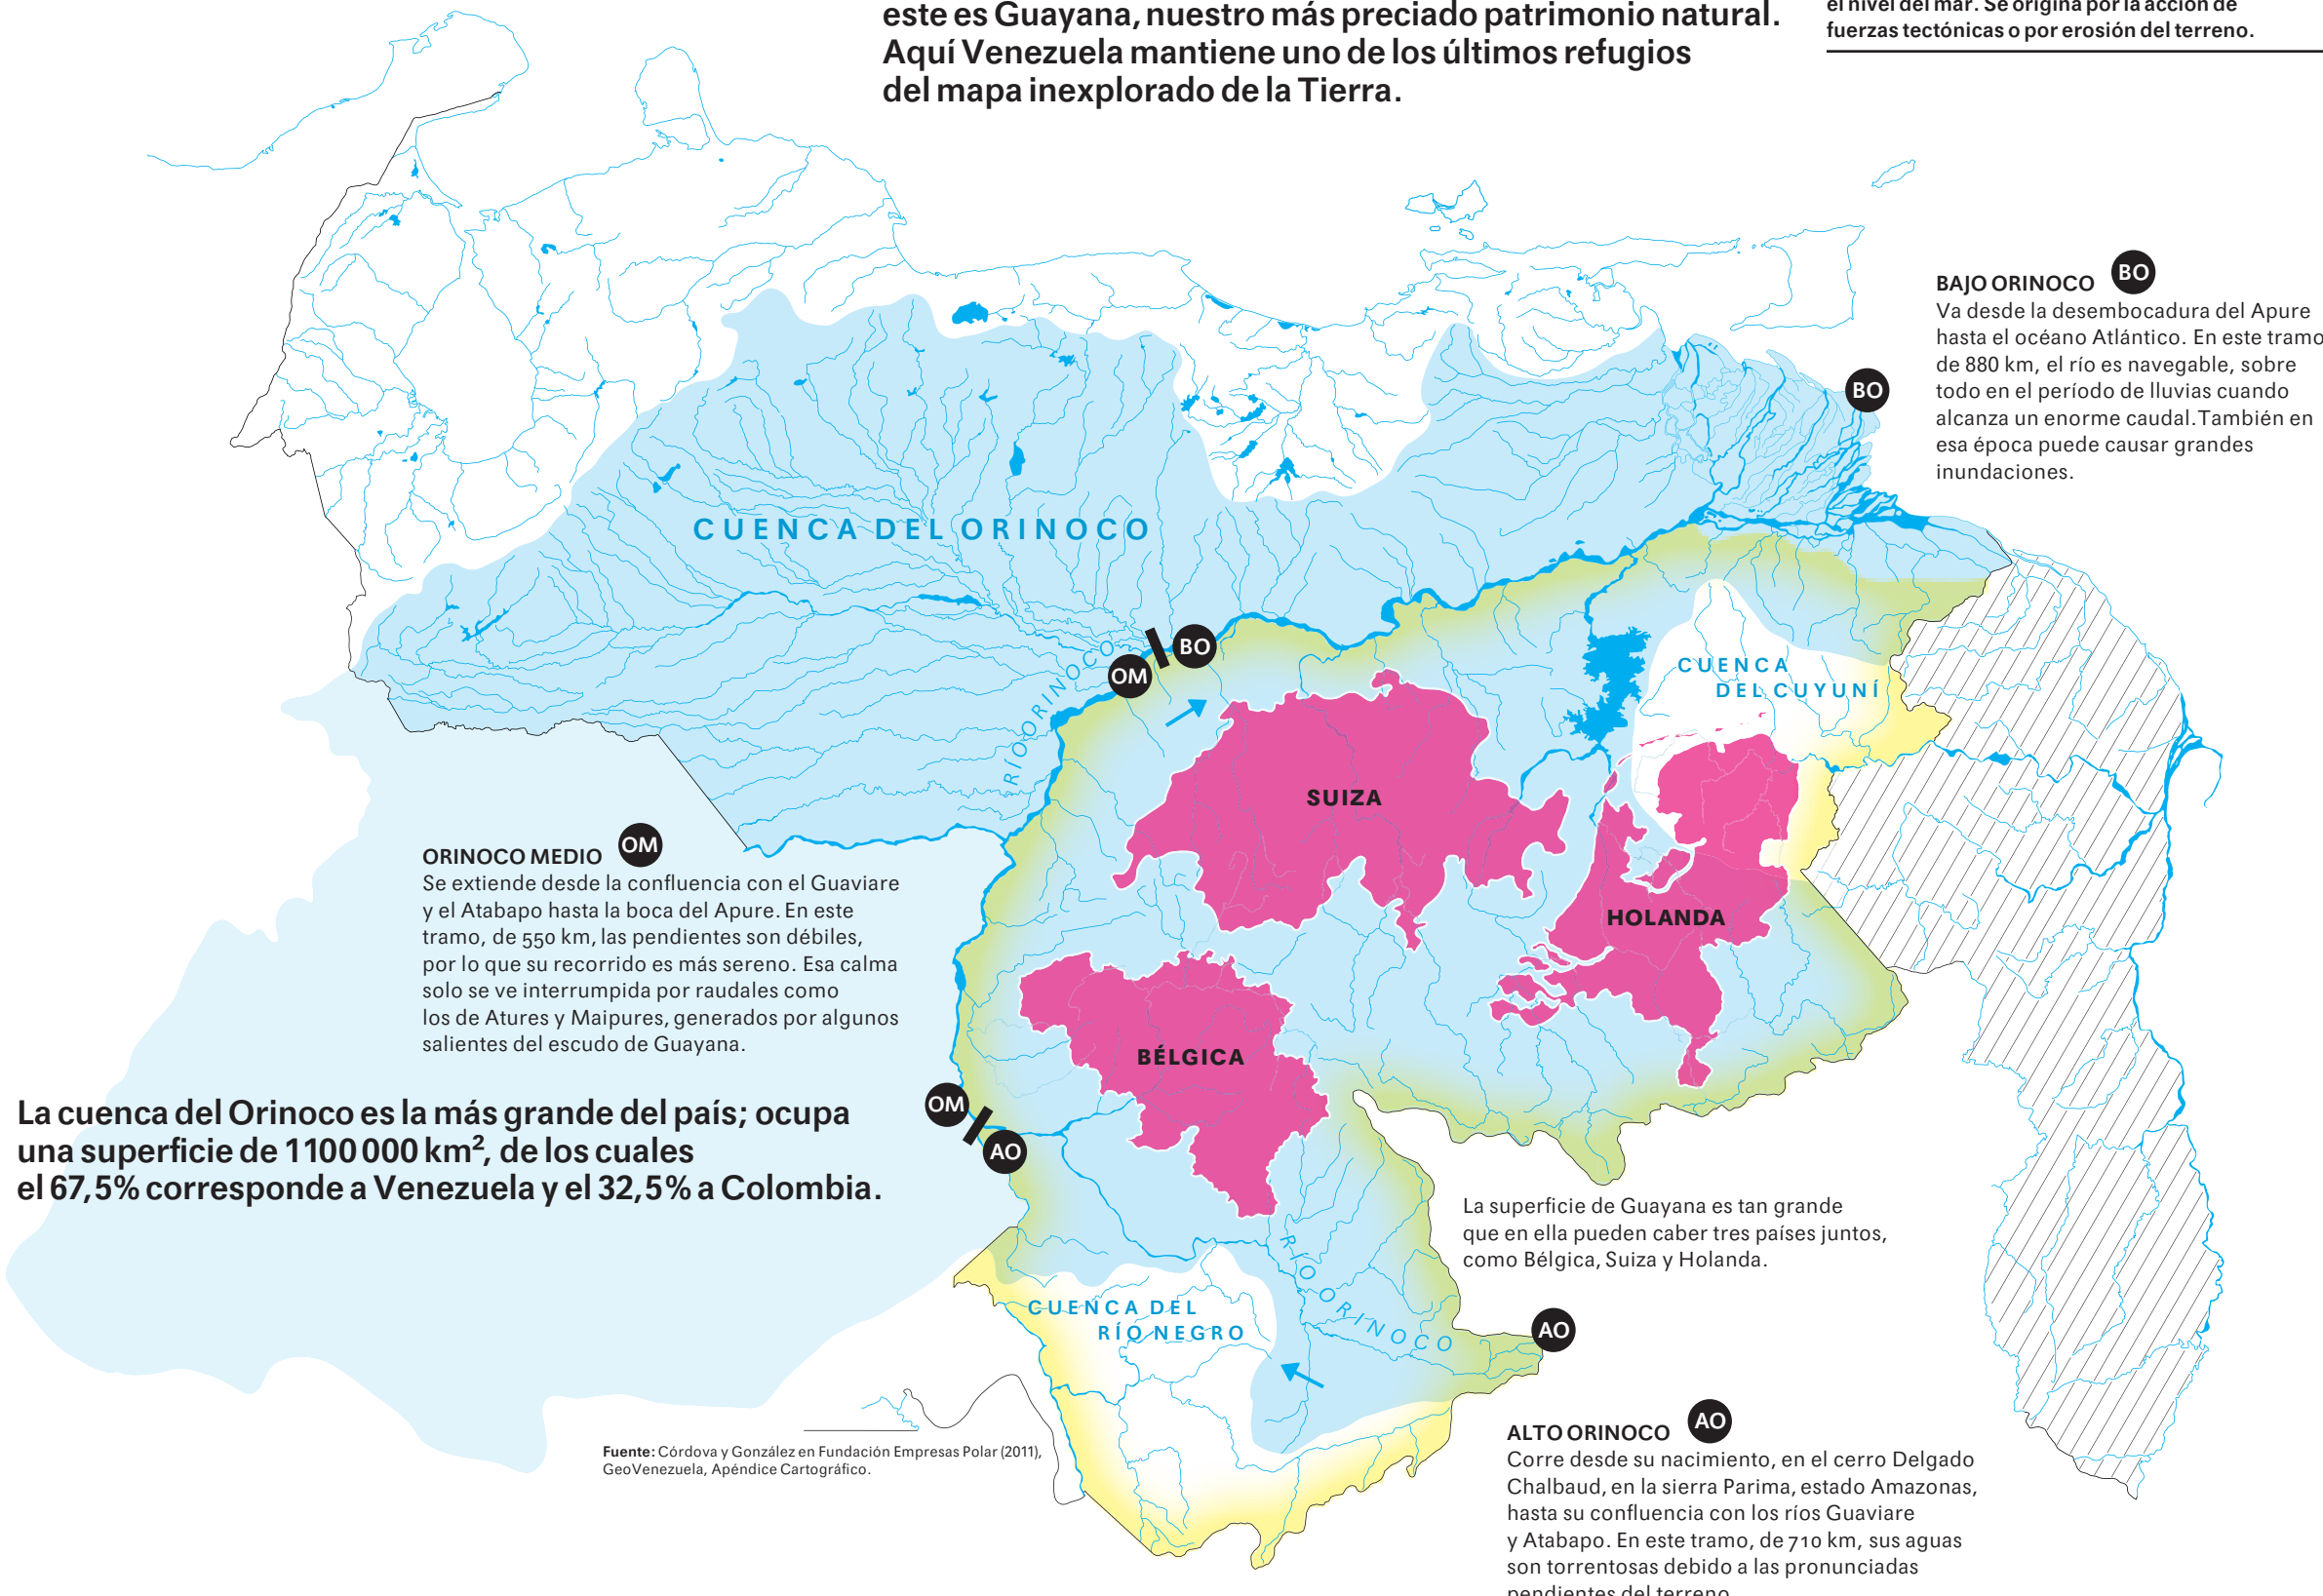 este es Guayana, nuestro más preciado patrimonio natural.
Aquí Venezuela mantiene uno de los últimos refugios
del mapa inexplorado de la Tierra.
el nivel del mar. Se origina por la acción de
fuerzas tectónicas o por erosión del terreno.
BAJO ORINOCO BO
Va desde la desembocadura del Apure
hasta el océano Atlántico. En este tramo
de 880 km, el río es navegable, sobre
todo en el período de lluvias cuando
alcanza un enorme caudal. También en
esa época puede causar grandes
inundaciones.
BO
CUENCA DEL ORINOCO
BO
OM
RÍO ORINOCO
CUENCA
DEL CUYUNÍ
SUIZA
HOLANDA
BÉLGICA
ORINOCO MEDIO OM
Se extiende desde la confluencia con el Guaviare
y el Atabapo hasta la boca del Apure. En este
tramo, de 550 km, las pendientes son débiles,
por lo que su recorrido es más sereno. Esa calma
solo se ve interrumpida por raudales como
los de Atures y Maipures, generados por algunos
salientes del escudo de Guayana.
OM
AO
La cuenca del Orinoco es la más grande del país; ocupa
una superficie de 1100 000 km², de los cuales
el 67,5% corresponde a Venezuela y el 32,5% a Colombia.
La superficie de Guayana es tan grande
que en ella pueden caber tres países juntos,
como Bélgica, Suiza y Holanda.
RÍO ORINOCO
CUENCA DEL
RÍO NEGRO
AO
ALTO ORINOCO AO
Corre desde su nacimiento, en el cerro Delgado
Chalbaud, en la sierra Parima, estado Amazonas,
hasta su confluencia con los ríos Guaviare
y Atabapo. En este tramo, de 710 km, sus aguas
son torrentosas debido a las pronunciadas
pendientes del terreno.
Fuente: Córdova y González en Fundación Empresas Polar (2011),
GeoVenezuela, Apéndice Cartográfico.